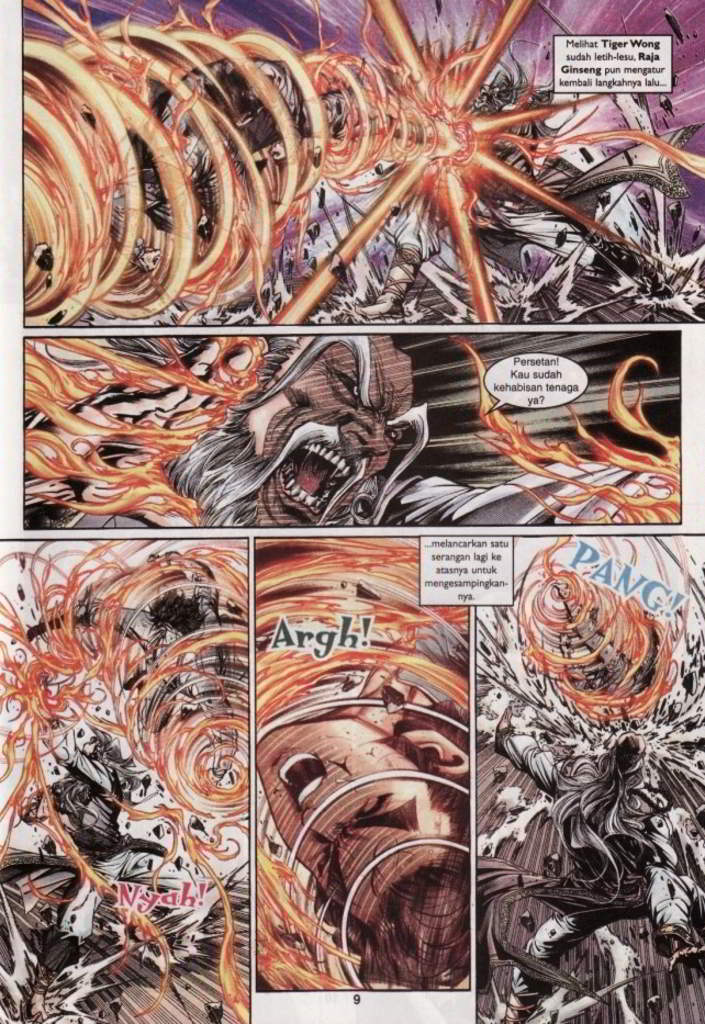 Melihat Tiger Wong
sudah letih-lesu, Raja
Ginseng pun mengatur
kembali langkahnya lalu...
Persetan!
Kau sudah
kehabisan tenaga
ya?
...melancarkan satu
serangan lagi ke
atasnya untuk
mengesampingkan-
nya.
Nyah!
Argh!
PANG!
9